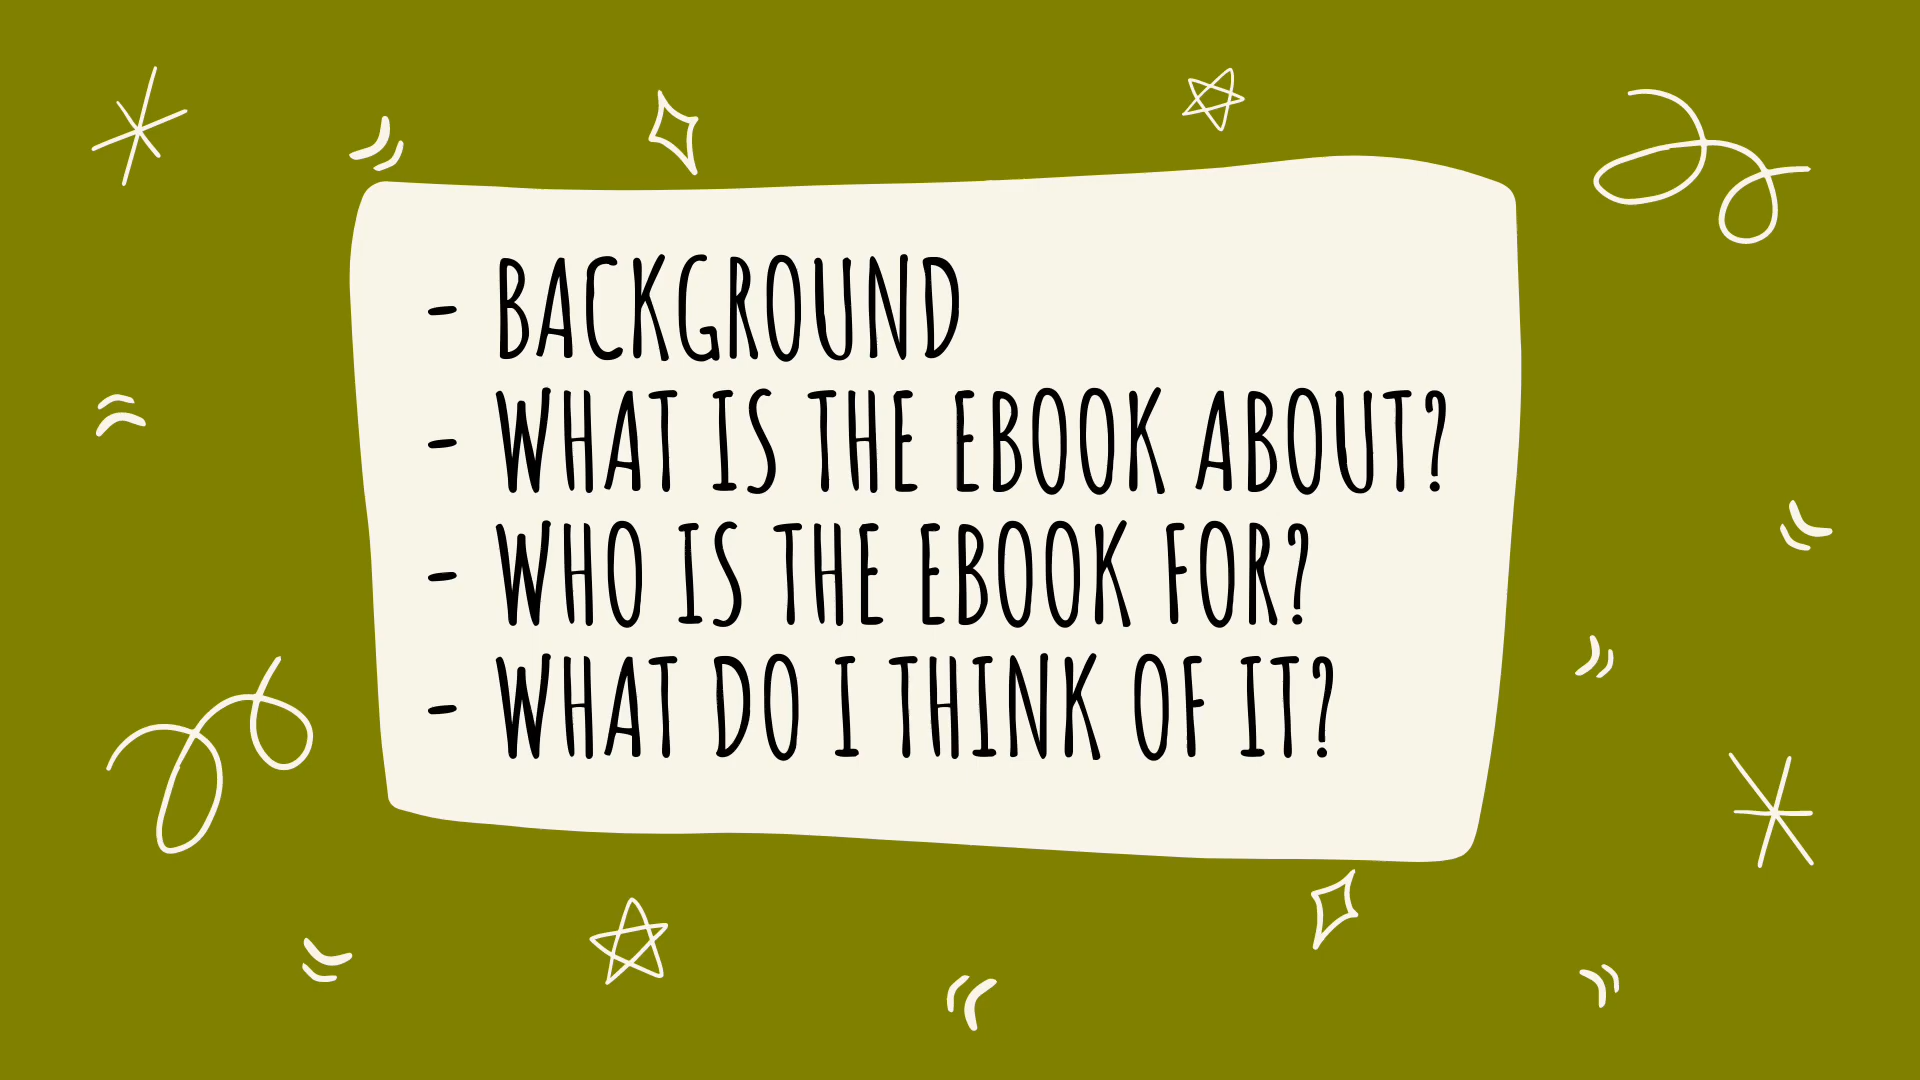 - BACKGROUND
- WHAT IS THE EBOOK ABOUT?
- WHO IS THE EBOOK FOR?
- WHAT DO I THINK OF IT?